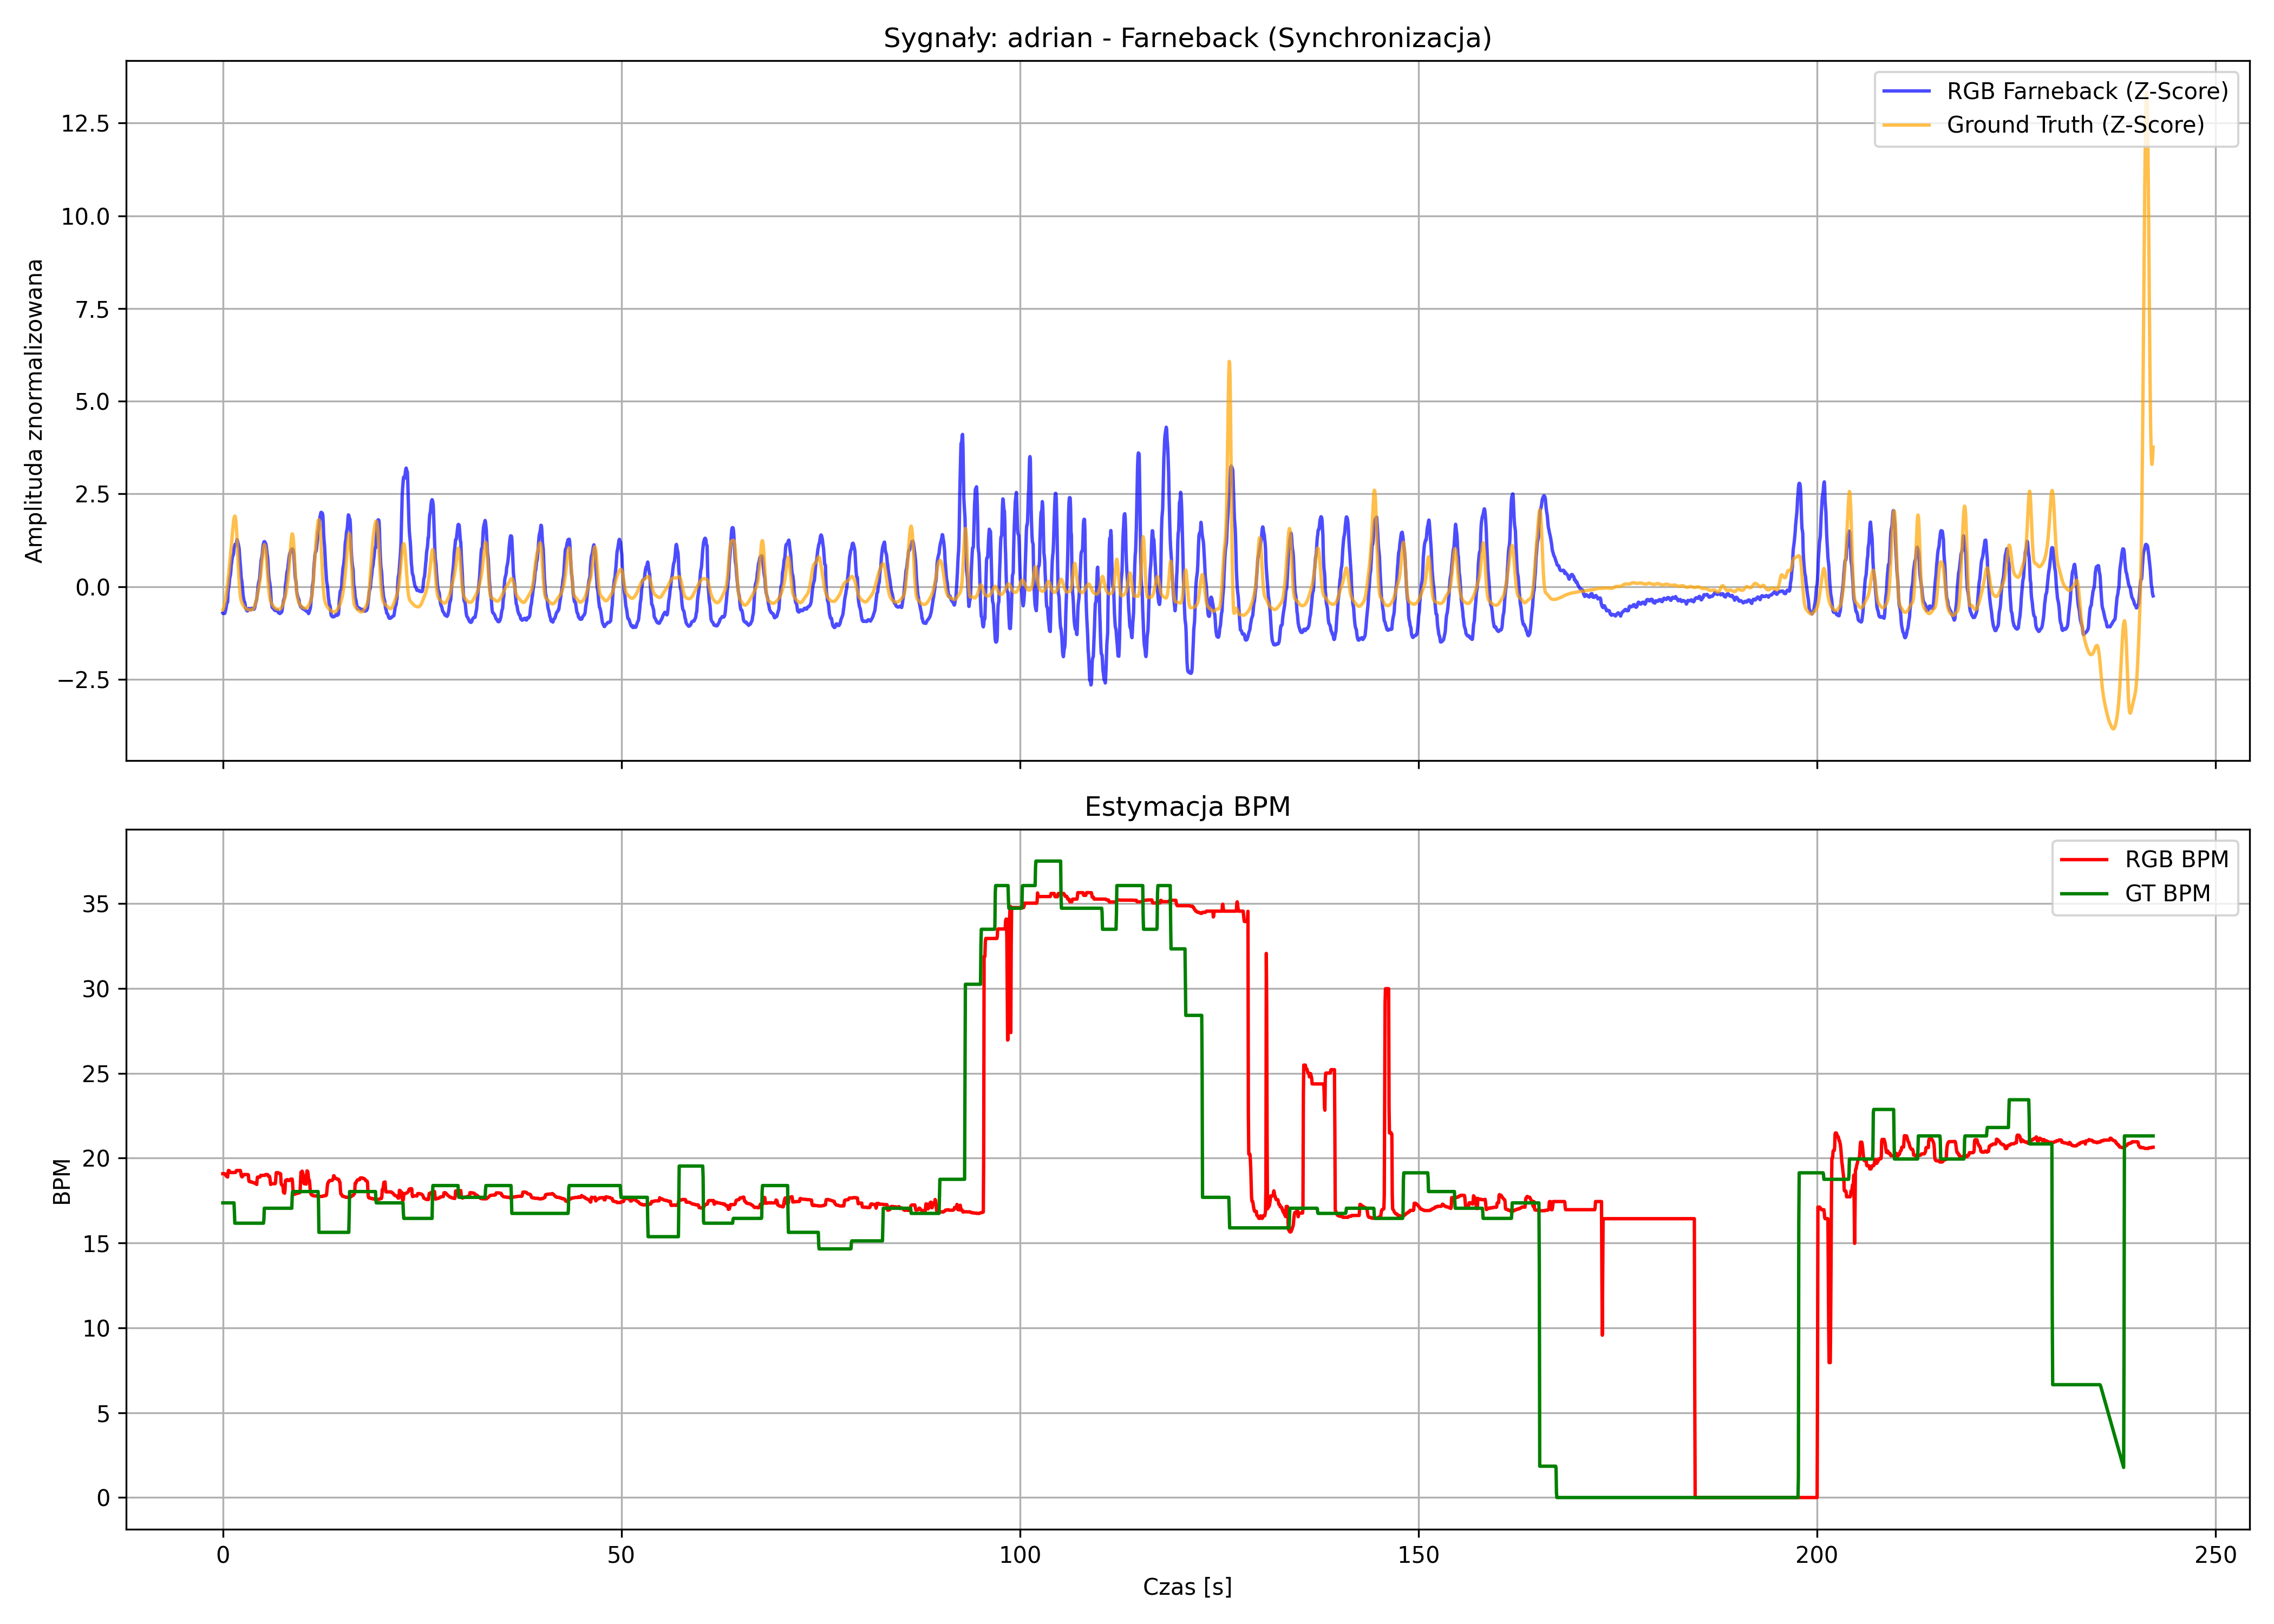 Sygnały: adrian - Farneback (Synchronizacja)
RGB Farneback (Z-Score)
Ground Truth (Z-Score)
Amplituda znormalizowana
12.5
10.0
7.5
5.0
2.5
0.0
−2.5
Estymacja BPM
RGB BPM
GT BPM
BPM
35
30
25
20
15
10
5
0
0 50 100 150 200 250
Czas [s]